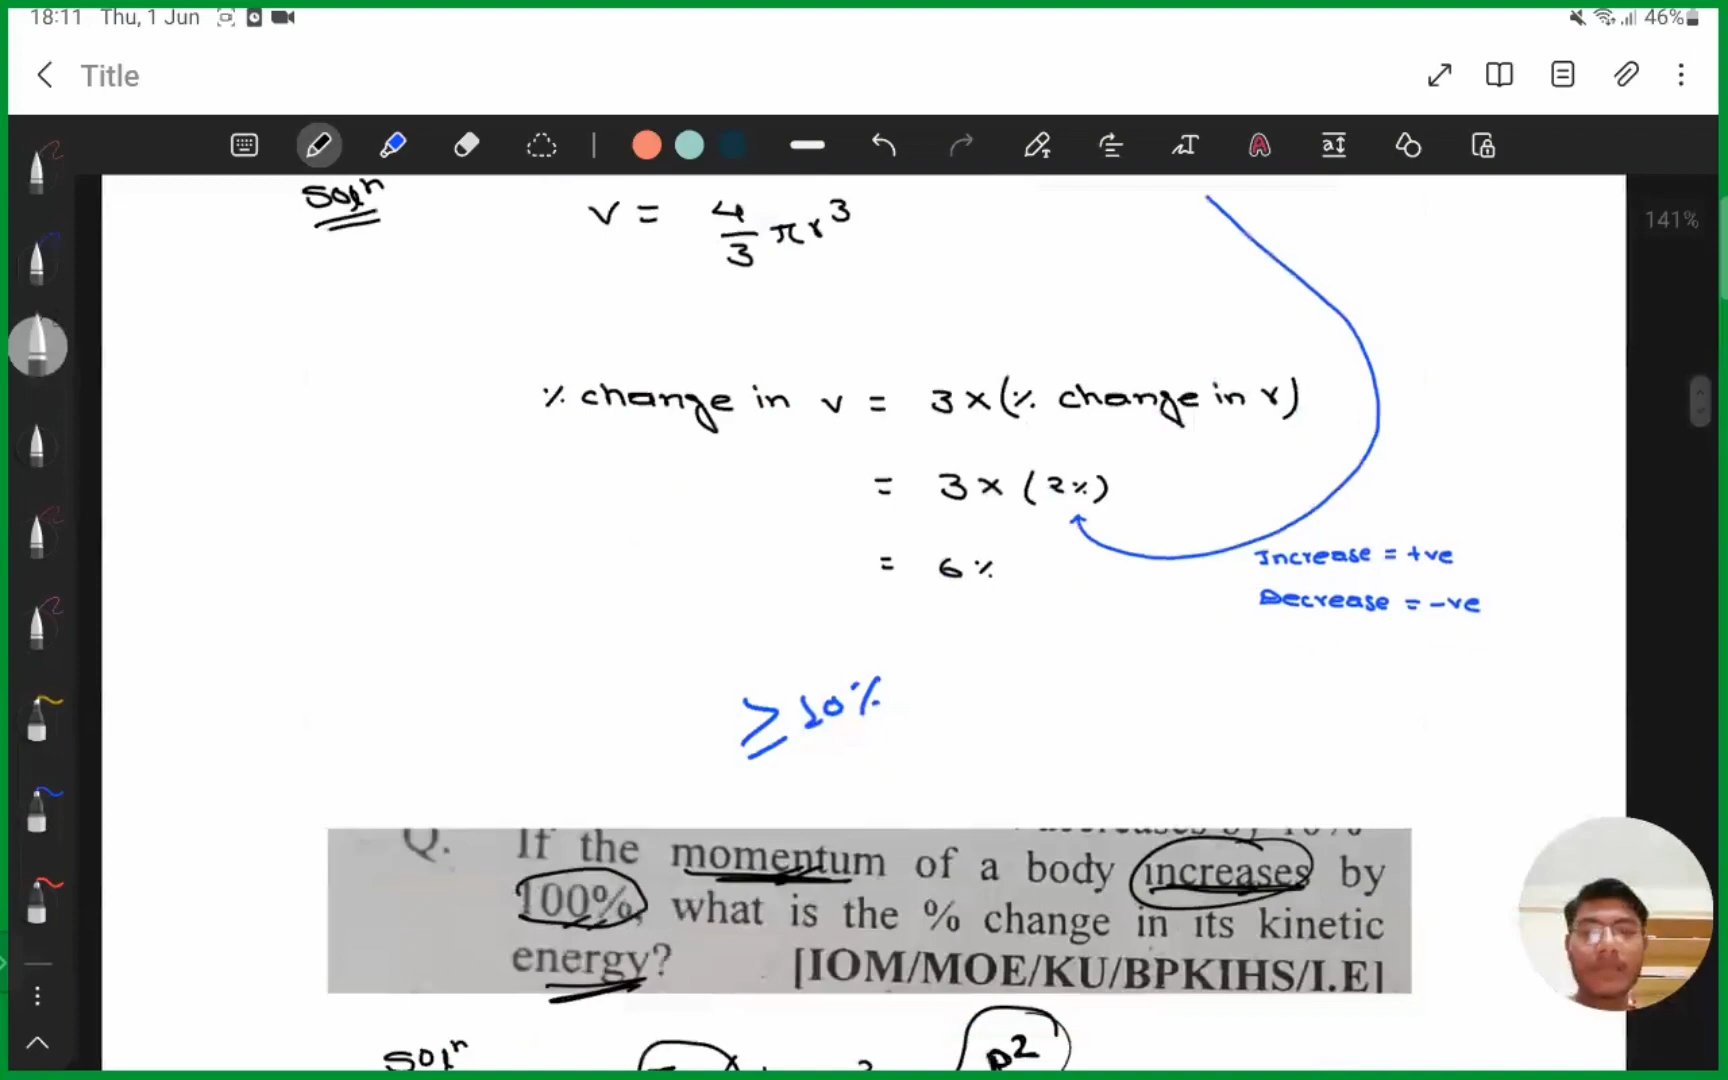 18:11 Thu, 1 Jun
46%
Title
141%
Solⁿ
v = 4/3 πr³
% change in v = 3 × (% change in r)
= 3 × (2%)
= 6%
Increase = +ve
Decrease = -ve
≥ 10%
Q. If the momentum of a body increases by
100%, what is the % change in its kinetic
energy? [IOM/MOE/KU/BPKIHS/I.E]
Solⁿ
P²